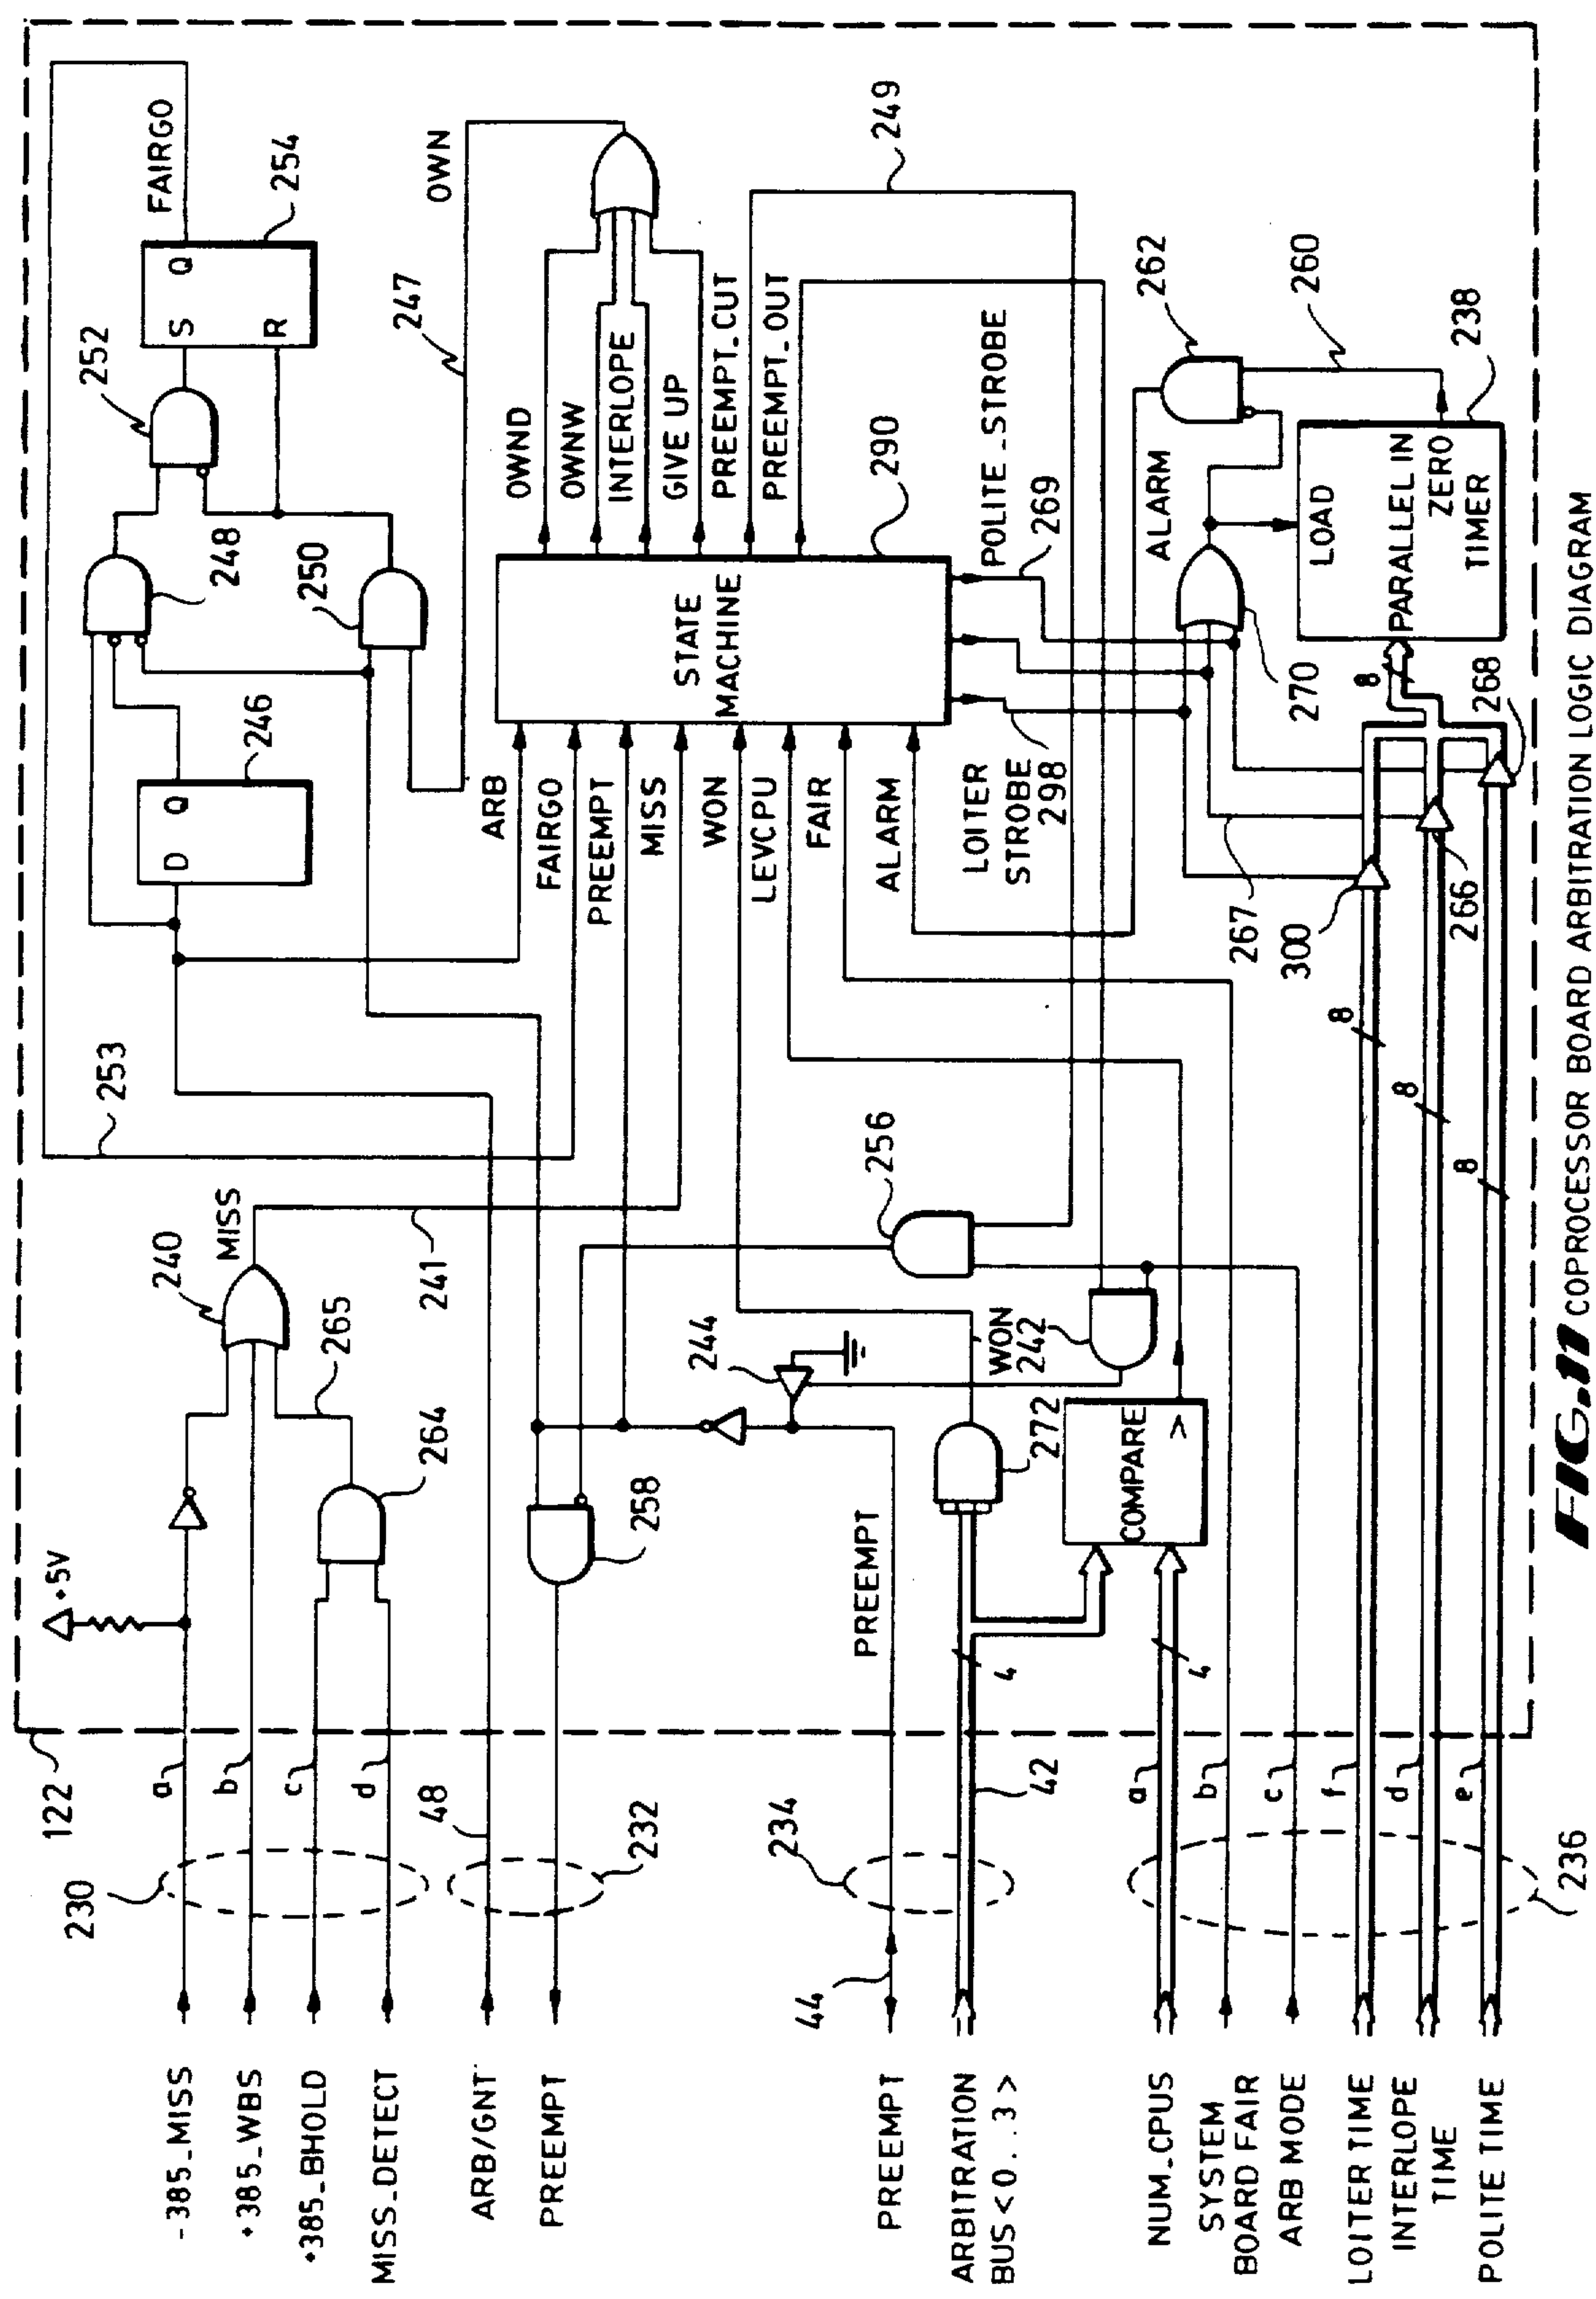 -385_MISS
+385_WBS
+385_BHOLD
MISS_DETECT
ARB/GNT
PREEMPT
PREEMPT
ARBITRATION
BUS<0..3>
NUM_CPUS
SYSTEM
BOARD FAIR
ARB MODE
LOITER TIME
INTERLOPE
TIME
POLITE TIME
230
232
48
44
234
42
236
122
a
b
c
d
a
b
c
f
d
e
+5V
240
MISS
265
264
241
253
258
244
PREEMPT
WON
242
272
COMPARE
>
256
4
4
8
8
8
D
Q
246
248
250
252
S
Q
R
254
FAIRGO
247
OWN
ARB
FAIRGO
PREEMPT
MISS
WON
LEVCPU
FAIR
ALARM
STATE
MACHINE
290
OWND
OWNW
INTERLOPE
GIVE UP
PREEMPT_CUT
PREEMPT_OUT
249
LOITER
STROBE
298
POLITE_STROBE
269
ALARM
262
260
238
270
LOAD
PARALLEL IN
ZERO
TIMER
8
267
300
266
268
FIG.11 COPROCESSOR BOARD ARBITRATION LOGIC DIAGRAM